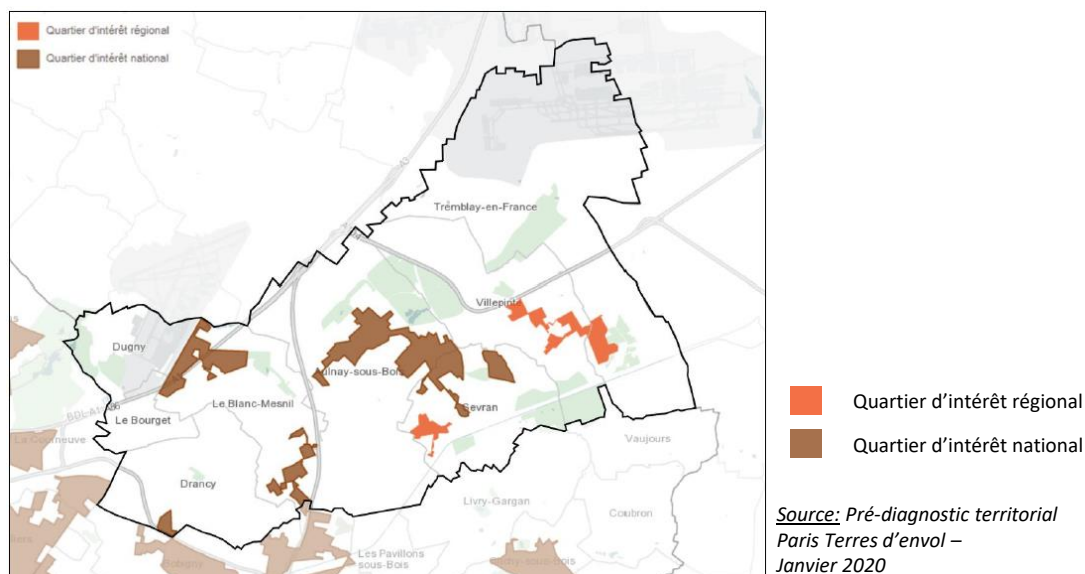 Quartier d'intérêt régional
Quartier d'intérêt national
A3
Tremblay-en-France
Villepinte
Dugny
Aulnay-sous-Bois
Sevran
Le Blanc-Mesnil
Le Bourget
La Courneuve
Vaujours
Drancy
Livry-Gargan
Coubron
Bobigny
Les Pavillons
sous-Bois
Quartier d’intérêt régional
Quartier d’intérêt national
Source: Pré-diagnostic territorial
Paris Terres d’envol –
Janvier 2020